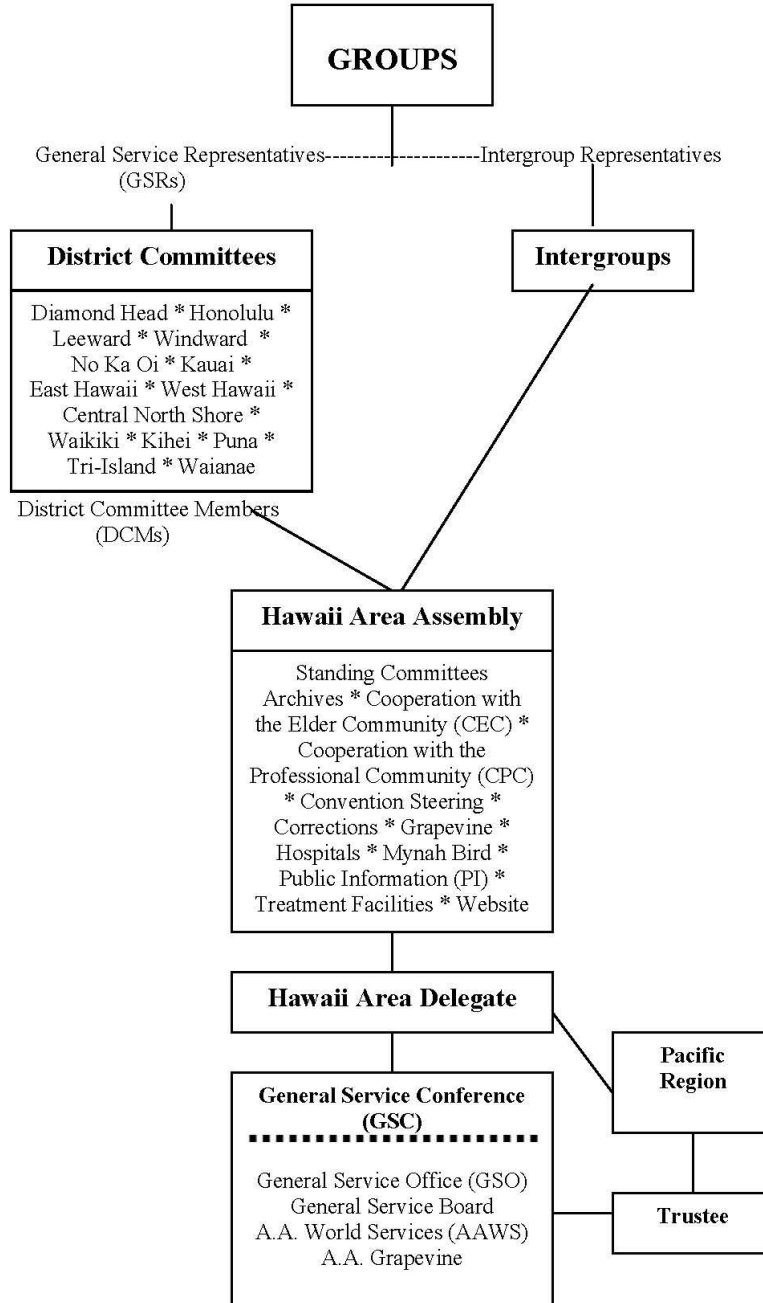 GROUPS
General Service Representatives
(GSRs)
Intergroup Representatives
District Committees
Diamond Head * Honolulu *
Leeward * Windward *
No Ka Oi * Kauai *
East Hawaii * West Hawaii *
Central North Shore *
Waikiki * Kihei * Puna *
Tri-Island * Waianae
District Committee Members
(DCMs)
Intergroups
Hawaii Area Assembly
Standing Committees
Archives * Cooperation with
the Elder Community (CEC) *
Cooperation with the
Professional Community (CPC)
* Convention Steering *
Corrections * Grapevine *
Hospitals * Mynah Bird *
Public Information (PI) *
Treatment Facilities * Website
Hawaii Area Delegate
General Service Conference
(GSC)
General Service Office (GSO)
General Service Board
A.A. World Services (AAWS)
A.A. Grapevine
Pacific
Region
Trustee